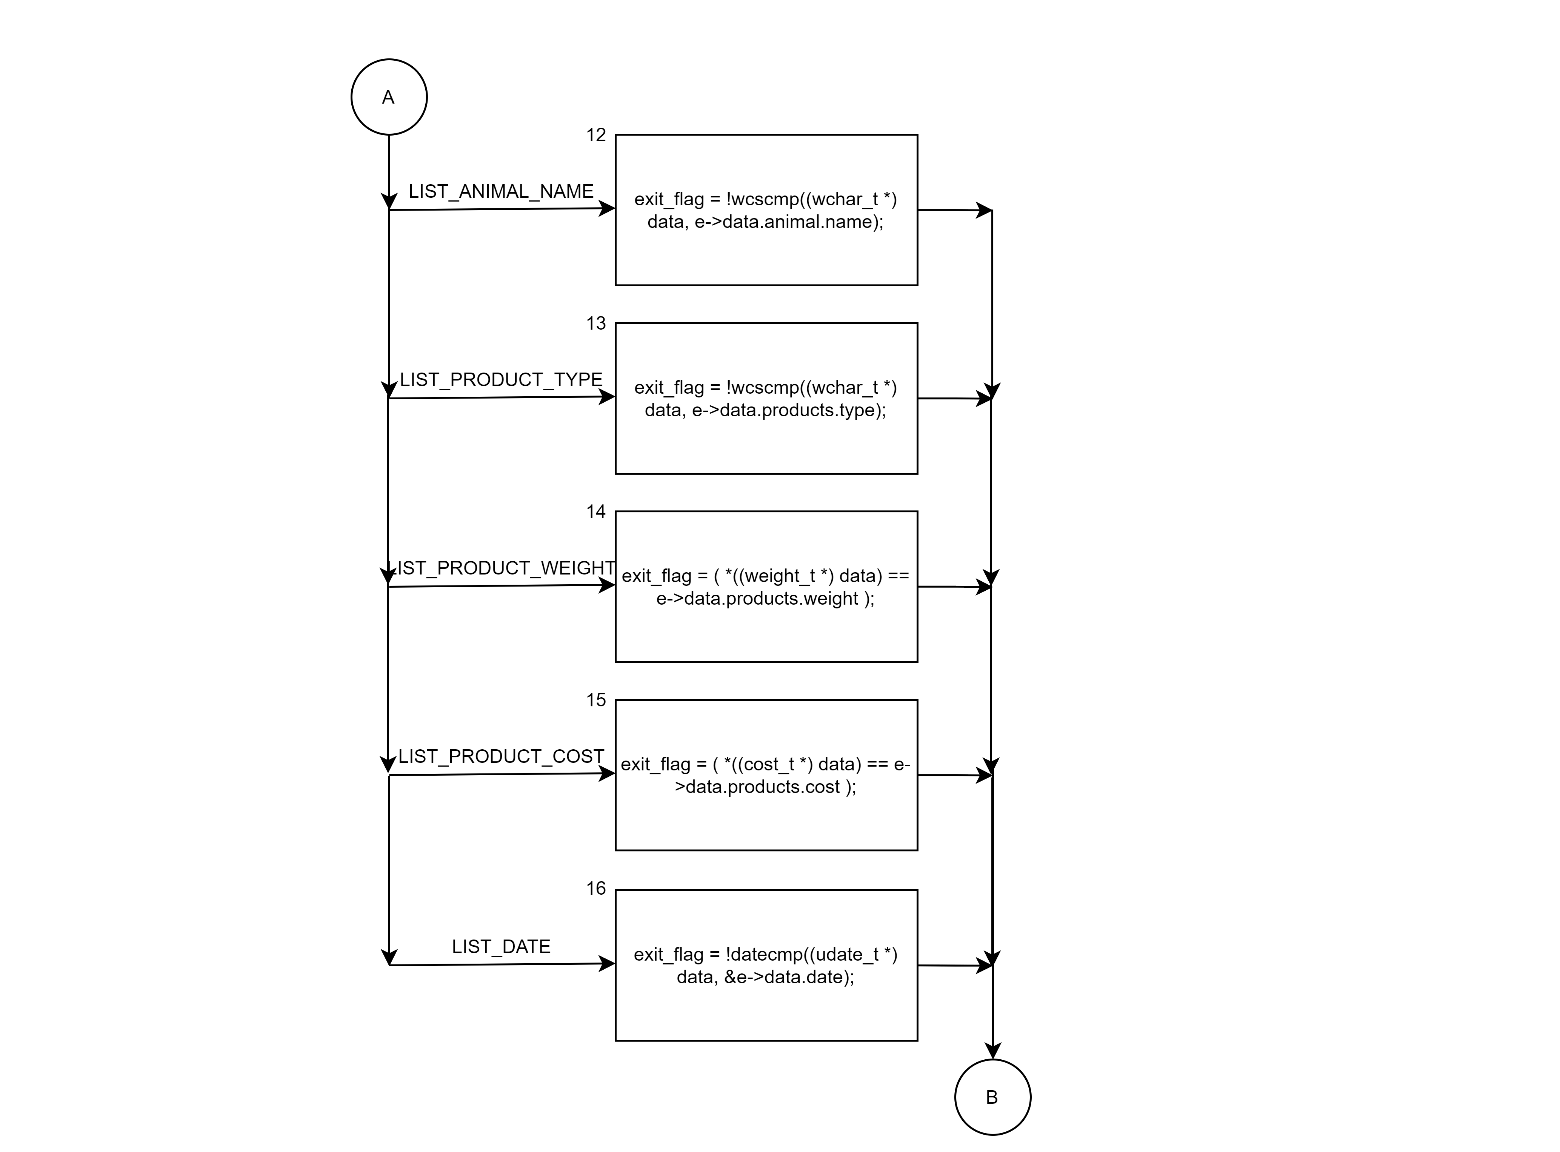 A
12
LIST_ANIMAL_NAME
exit_flag = !wcscmp((wchar_t *)
data, e->data.animal.name);
13
LIST_PRODUCT_TYPE
exit_flag = !wcscmp((wchar_t *)
data, e->data.products.type);
14
LIST_PRODUCT_WEIGHT
exit_flag = ( *((weight_t *) data) ==
e->data.products.weight );
15
LIST_PRODUCT_COST
exit_flag = ( *((cost_t *) data) == e-
>data.products.cost );
16
LIST_DATE
exit_flag = !datecmp((udate_t *)
data, &e->data.date);
B